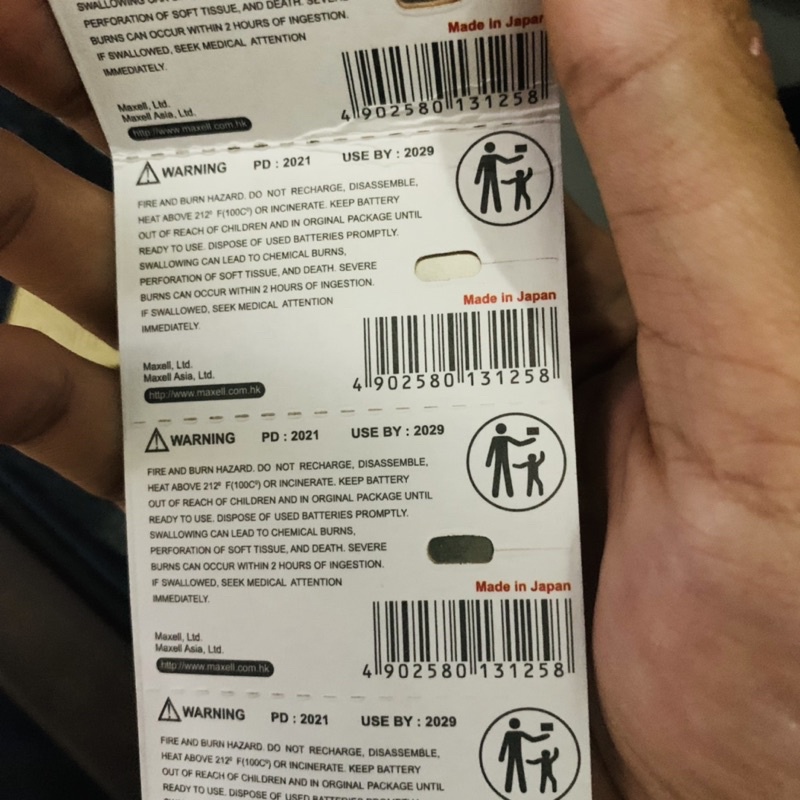 SWALLOWING CAN
PERFORATION OF SOFT TISSUE, AND DEATH. SEVERE
BURNS CAN OCCUR WITHIN 2 HOURS OF INGESTION.
IF SWALLOWED, SEEK MEDICAL ATTENTION
IMMEDIATELY.
Made in Japan
Maxell, Ltd.
Maxell Asia, Ltd.
http://www.maxell.com.hk
4 902580 131258
WARNING PD : 2021 USE BY : 2029
FIRE AND BURN HAZARD. DO NOT RECHARGE, DISASSEMBLE,
HEAT ABOVE 212º F(100Cº) OR INCINERATE. KEEP BATTERY
OUT OF REACH OF CHILDREN AND IN ORGINAL PACKAGE UNTIL
READY TO USE. DISPOSE OF USED BATTERIES PROMPTLY.
SWALLOWING CAN LEAD TO CHEMICAL BURNS,
PERFORATION OF SOFT TISSUE, AND DEATH. SEVERE
BURNS CAN OCCUR WITHIN 2 HOURS OF INGESTION.
IF SWALLOWED, SEEK MEDICAL ATTENTION
IMMEDIATELY.
Made in Japan
Maxell, Ltd.
Maxell Asia, Ltd.
http://www.maxell.com.hk
4 902580 131258
WARNING PD : 2021 USE BY : 2029
FIRE AND BURN HAZARD. DO NOT RECHARGE, DISASSEMBLE,
HEAT ABOVE 212º F(100Cº) OR INCINERATE. KEEP BATTERY
OUT OF REACH OF CHILDREN AND IN ORGINAL PACKAGE UNTIL
READY TO USE. DISPOSE OF USED BATTERIES PROMPTLY.
SWALLOWING CAN LEAD TO CHEMICAL BURNS,
PERFORATION OF SOFT TISSUE, AND DEATH. SEVERE
BURNS CAN OCCUR WITHIN 2 HOURS OF INGESTION.
IF SWALLOWED, SEEK MEDICAL ATTENTION
IMMEDIATELY.
Made in Japan
Maxell, Ltd.
Maxell Asia, Ltd.
http://www.maxell.com.hk
4 902580 131258
WARNING PD : 2021 USE BY : 2029
FIRE AND BURN HAZARD. DO NOT RECHARGE, DISASSEMBLE,
HEAT ABOVE 212º F(100Cº) OR INCINERATE. KEEP BATTERY
OUT OF REACH OF CHILDREN AND IN ORGINAL PACKAGE UNTIL
READY TO USE. DISPOSE OF USED BATTERIES PROMPTLY.